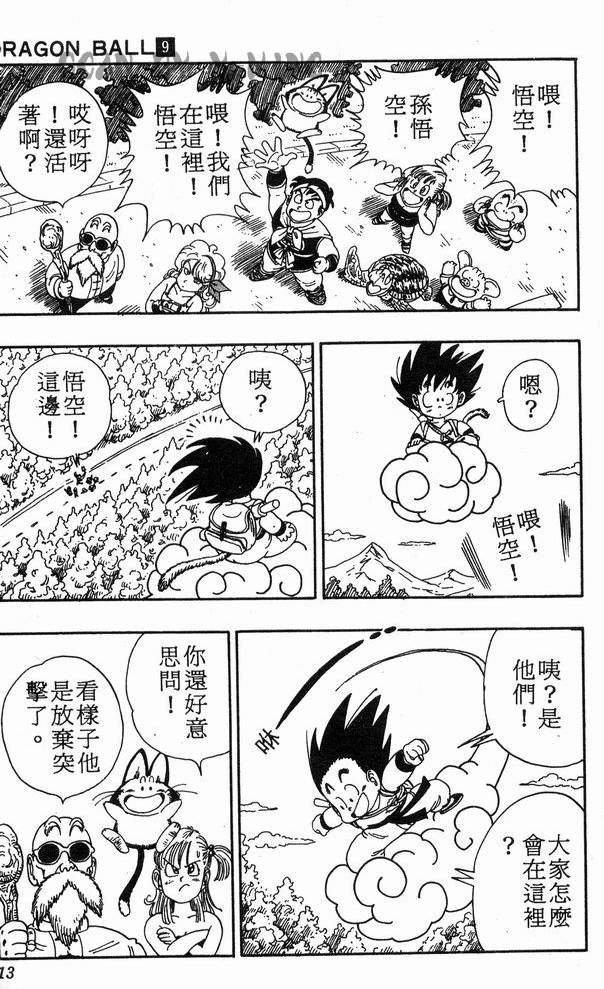 DRAGON BALL 9
喂！
悟空！
孫悟
空！
喂！我們
在這裡！
悟空！
哎呀呀
！還活
著啊？
嗯？
喂！
悟空！
咦？
悟空！
這邊！
咦？是
他們！
咻
大家怎麼
會在這裡
？
你還好意
思問！
看樣子他
是放棄突
擊了。
13